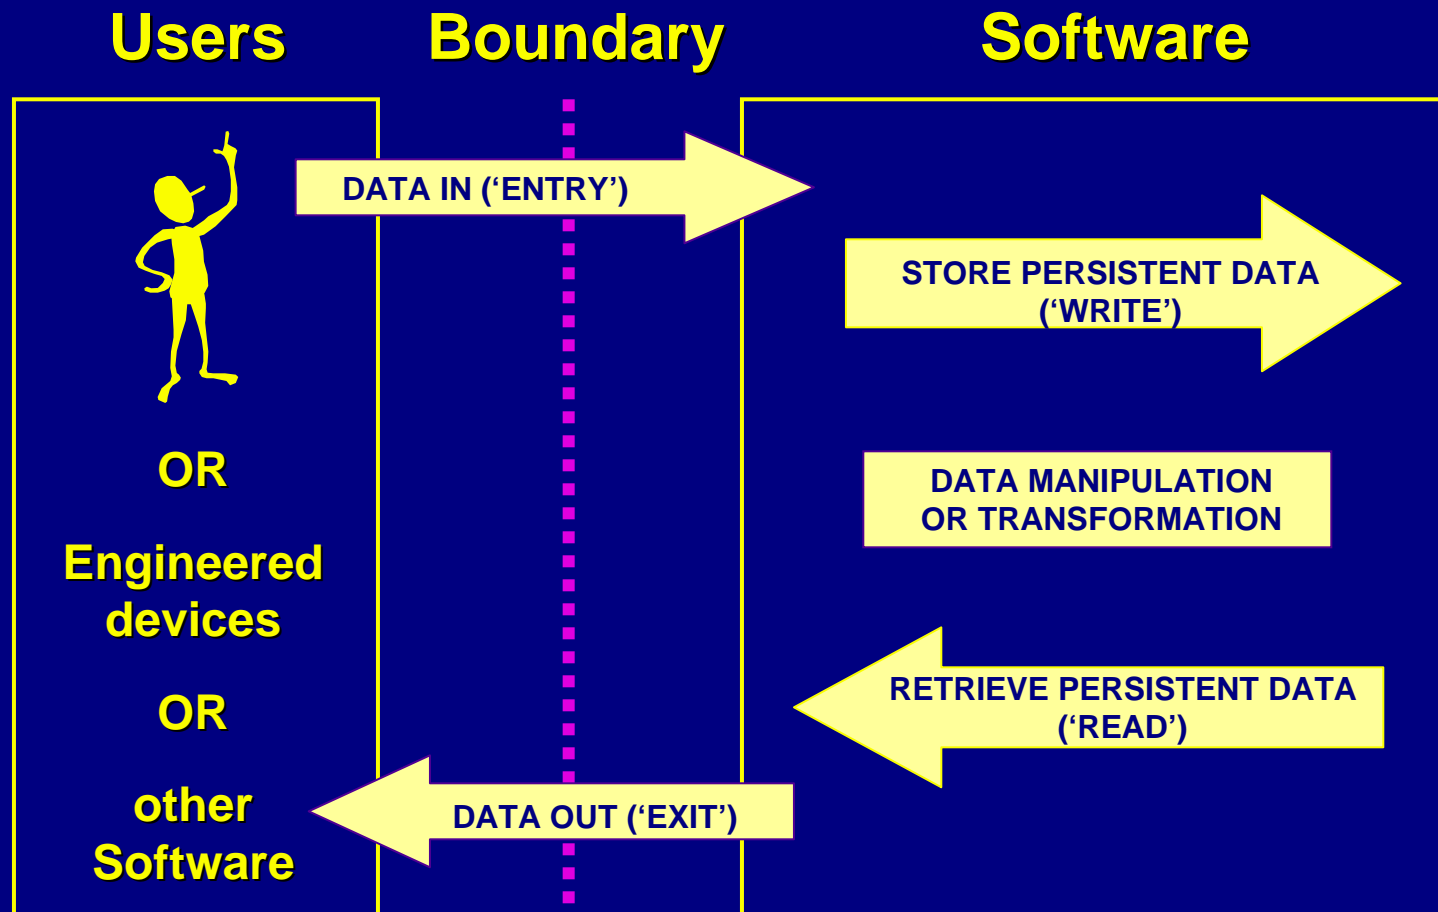 Users
Boundary
Software
DATA IN (‘ENTRY’)
STORE PERSISTENT DATA
(‘WRITE’)
OR
DATA MANIPULATION
OR TRANSFORMATION
Engineered
devices
OR
RETRIEVE PERSISTENT DATA
(‘READ’)
other
Software
DATA OUT (‘EXIT’)